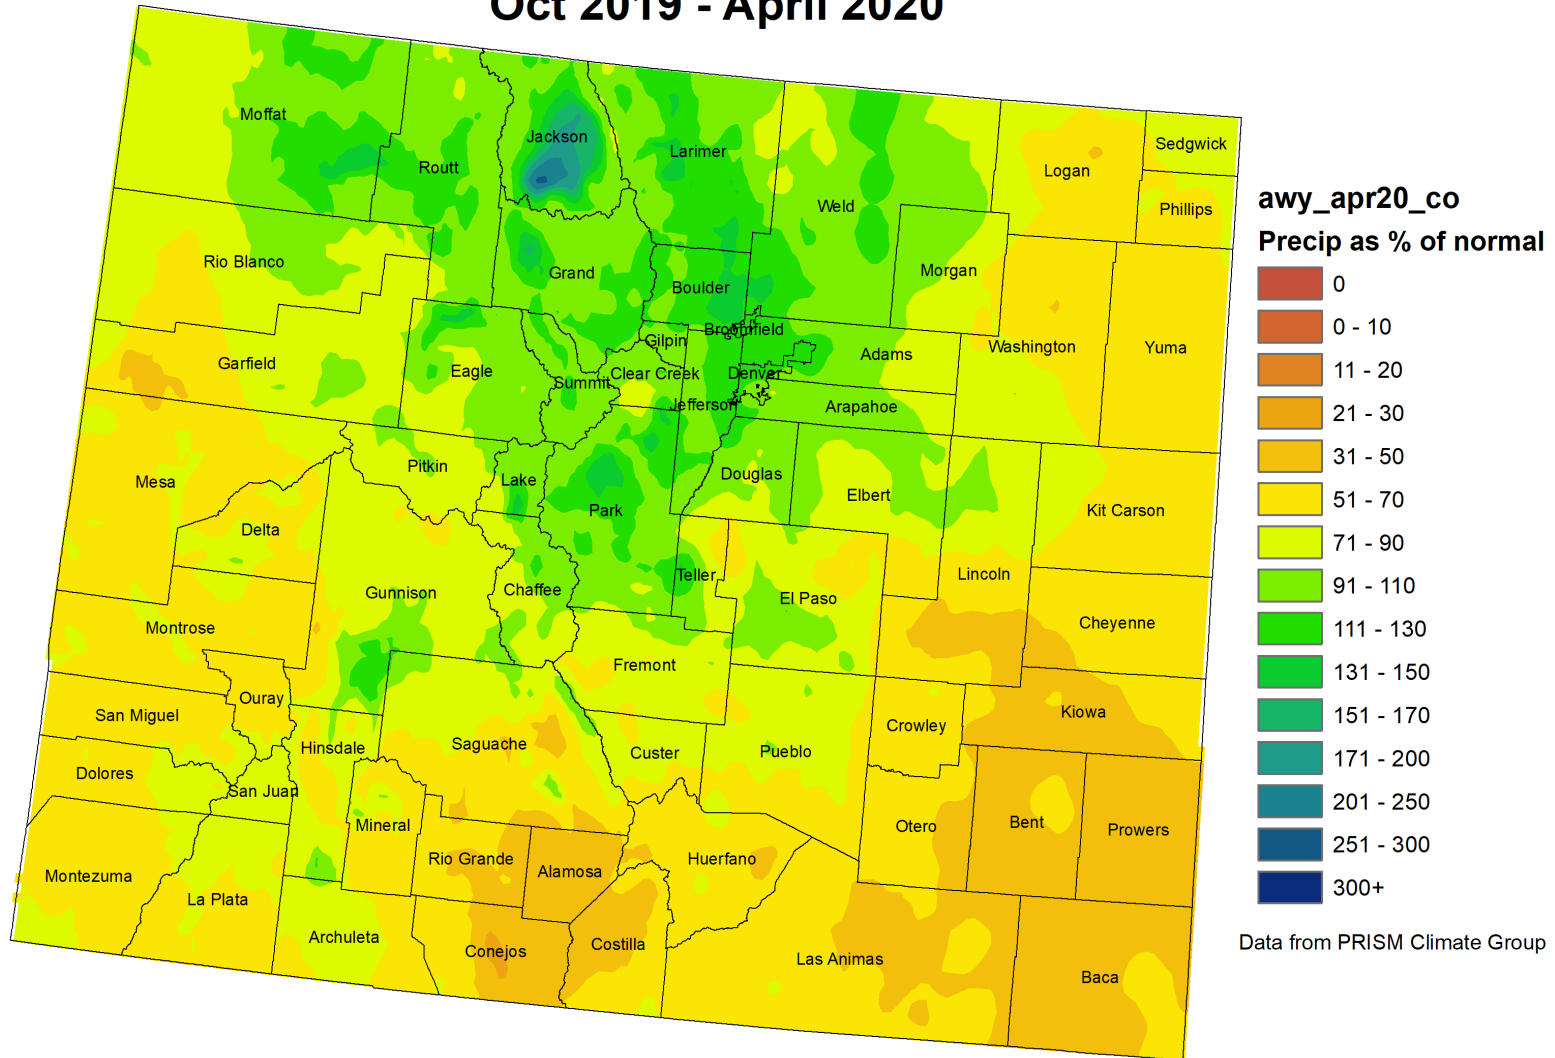 Oct 2019 - April 2020
Moffat
Routt
Jackson
Larimer
Weld
Logan
Sedgwick
Phillips
Rio Blanco
Grand
Boulder
Morgan
Broomfield
Gilpin
Garfield
Eagle
Summit
Clear Creek
Denver
Adams
Washington
Yuma
Jefferson
Arapahoe
Mesa
Pitkin
Lake
Park
Douglas
Elbert
Kit Carson
Delta
Gunnison
Chaffee
Teller
El Paso
Lincoln
Cheyenne
Montrose
Fremont
Ouray
San Miguel
Hinsdale
Saguache
Custer
Pueblo
Crowley
Kiowa
Dolores
San Juan
Mineral
Rio Grande
Alamosa
Huerfano
Otero
Bent
Prowers
Montezuma
La Plata
Archuleta
Conejos
Costilla
Las Animas
Baca
awy_apr20_co
Precip as % of normal
0
0 - 10
11 - 20
21 - 30
31 - 50
51 - 70
71 - 90
91 - 110
111 - 130
131 - 150
151 - 170
171 - 200
201 - 250
251 - 300
300+
Data from PRISM Climate Group